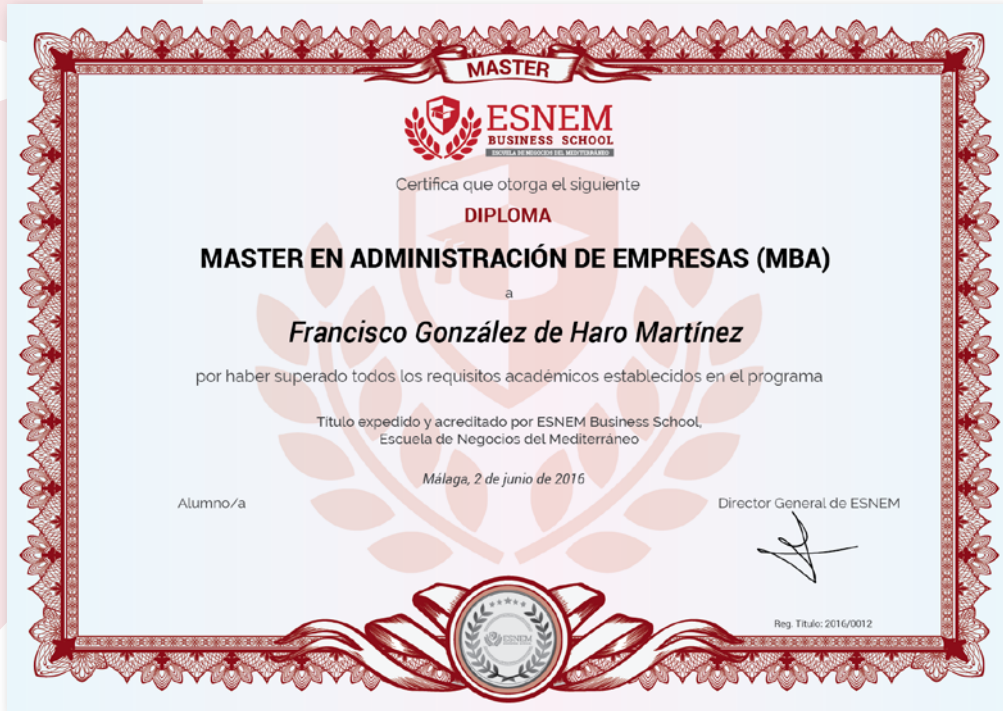 MASTER
ESNEM
BUSINESS SCHOOL
ESCUELA DE NEGOCIOS DEL MEDITERRÁNEO
Certifica que otorga el siguiente
DIPLOMA
MASTER EN ADMINISTRACIÓN DE EMPRESAS (MBA)
a
Francisco González de Haro Martínez
por haber superado todos los requisitos académicos establecidos en el programa
Título expedido y acreditado por ESNEM Business School,
Escuela de Negocios del Mediterráneo
Málaga, 2 de junio de 2016
Alumno/a
Director General de ESNEM
ESNEM
Reg. Título: 2016/0012